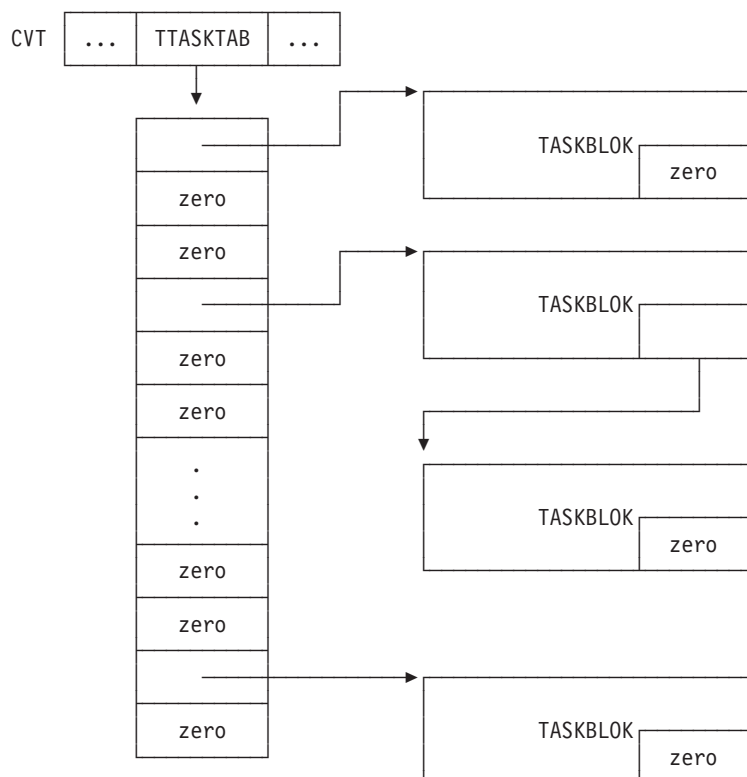 CVT ... TTASKTAB ...
TASKBLOK
zero
zero
zero
TASKBLOK
zero
zero
.
.
.
TASKBLOK
zero
zero
zero
TASKBLOK
zero
zero